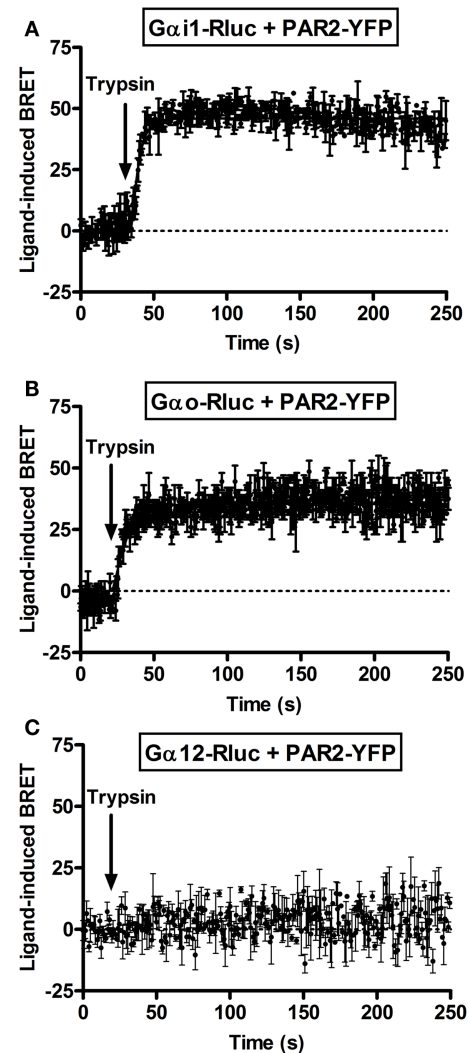 A
Gαi1-Rluc + PAR2-YFP
Ligand-induced BRET
75
50
25
0
-25
Trypsin
0 50 100 150 200 250
Time (s)
B
Gαo-Rluc + PAR2-YFP
Ligand-induced BRET
75
50
25
0
-25
Trypsin
0 50 100 150 200 250
Time (s)
C
Gα12-Rluc + PAR2-YFP
Ligand-induced BRET
75
50
25
0
-25
Trypsin
0 50 100 150 200 250
Time (s)